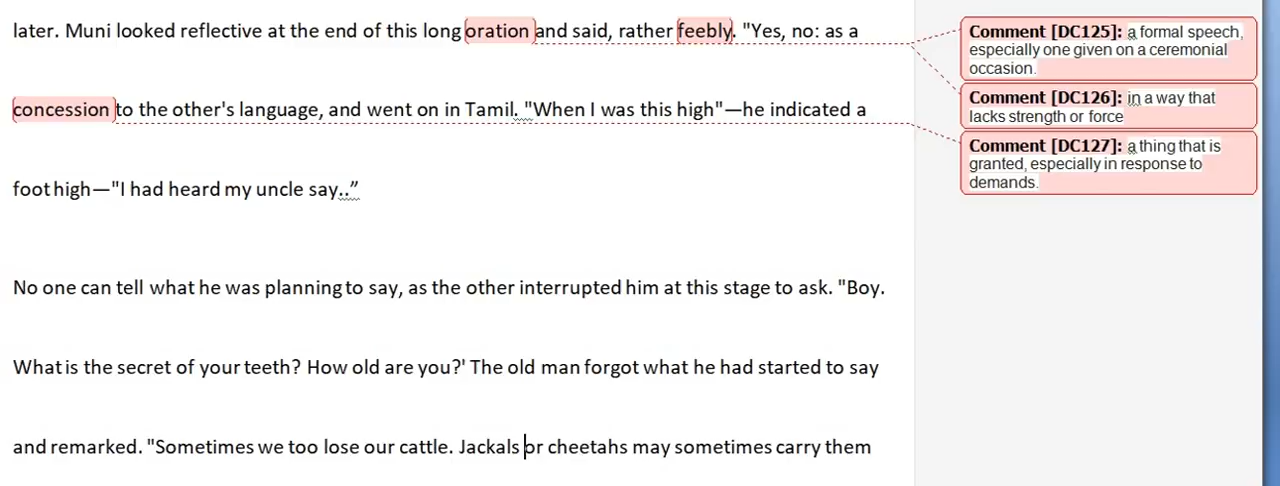 later. Muni looked reflective at the end of this long oration and said, rather feebly. "Yes, no: as a
concession to the other's language, and went on in Tamil. "When I was this high"—he indicated a
foot high—"I had heard my uncle say..”
No one can tell what he was planning to say, as the other interrupted him at this stage to ask. "Boy.
What is the secret of your teeth? How old are you?' The old man forgot what he had started to say
and remarked. "Sometimes we too lose our cattle. Jackals or cheetahs may sometimes carry them
Comment [DC125]: a formal speech,
especially one given on a ceremonial
occasion.
Comment [DC126]: in a way that
lacks strength or force
Comment [DC127]: a thing that is
granted, especially in response to
demands.